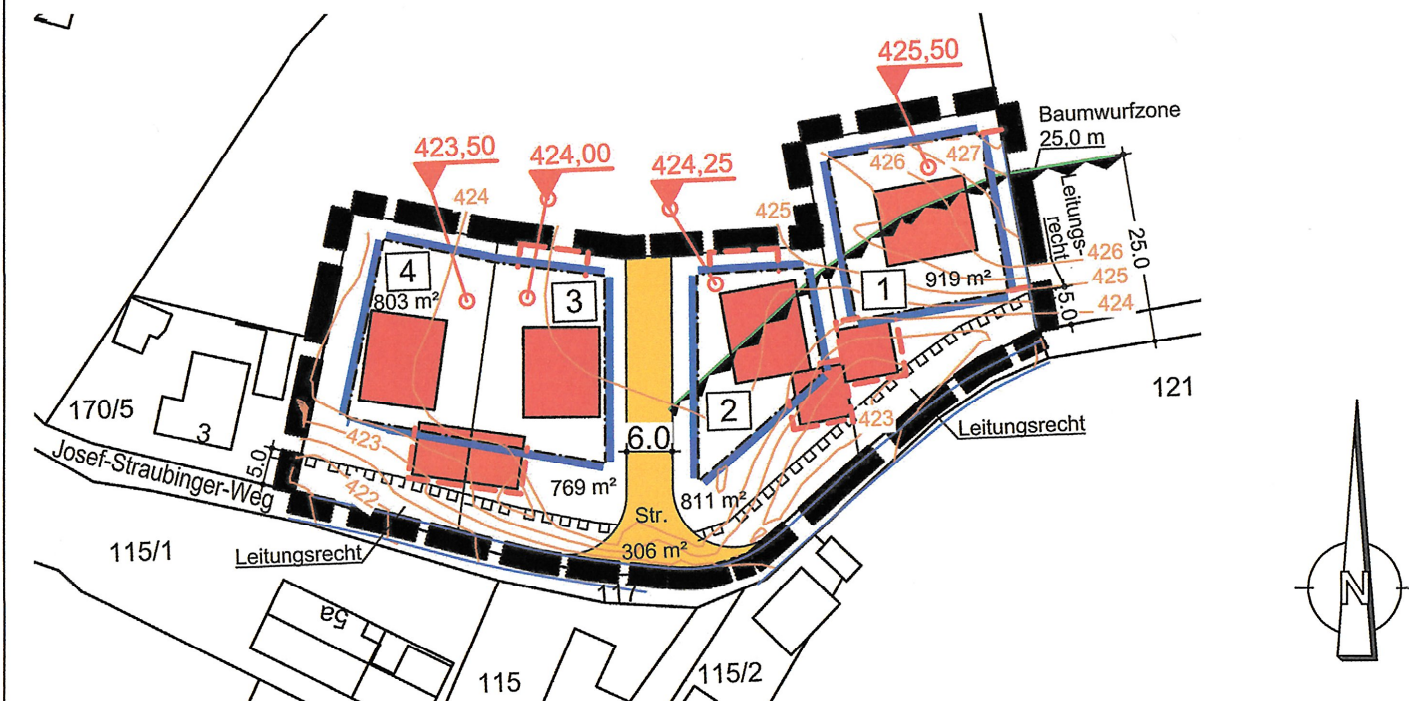 425,50
Baumwurfzone
25,0 m
423,50
424,00
424,25
426
427
424
425
Leitungs-
recht
25.0
4
803 m²
3
1
919 m²
426
425
424
5.0
2
423
121
170/5
3
6.0
423
Leitungsrecht
5.0
Josef-Straubinger-Weg
769 m²
811 m²
422
Str.
306 m²
115/1
Leitungsrecht
117
5a
115
115/2
N